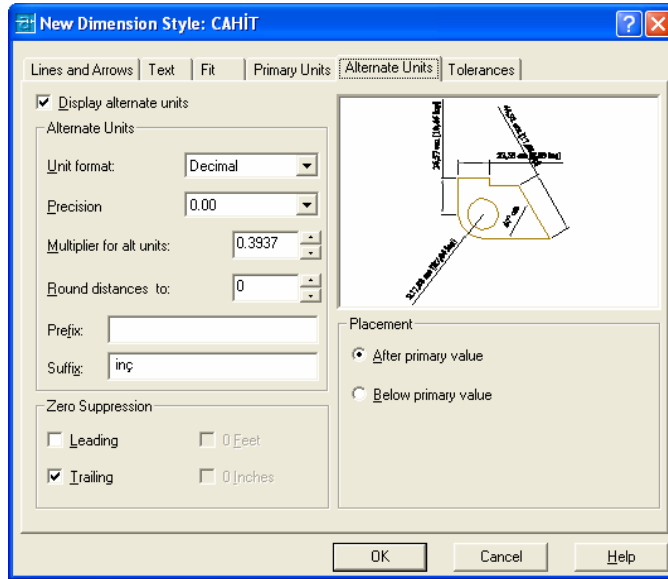 New Dimension Style: CAHİT
Lines and Arrows Text Fit Primary Units Alternate Units Tolerances
Display alternate units
Alternate Units
Unit format: Decimal
Precision 0.00
Multiplier for alt units: 0.3937
Round distances to: 0
Prefix:
Suffix: inç
Zero Suppression
Leading 0 Feet
Trailing 0 Inches
Placement
After primary value
Below primary value
OK Cancel Help